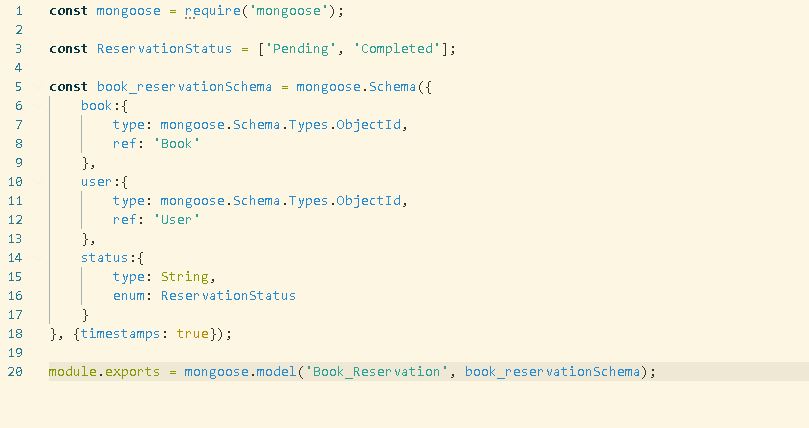 1 const mongoose = require('mongoose');
2
3 const ReservationStatus = ['Pending', 'Completed'];
4
5 const book_reservationSchema = mongoose.Schema({
6     book:{
7         type: mongoose.Schema.Types.ObjectId,
8         ref: 'Book'
9     },
10     user:{
11         type: mongoose.Schema.Types.ObjectId,
12         ref: 'User'
13     },
14     status:{
15         type: String,
16         enum: ReservationStatus
17     }
18 }, {timestamps: true});
19
20 module.exports = mongoose.model('Book_Reservation', book_reservationSchema);